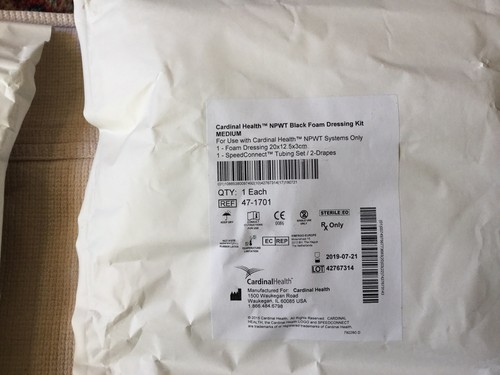 Cardinal Health™ NPWT Black Foam Dressing Kit
MEDIUM
For Use with Cardinal Health™ NPWT Systems Only
1 - Foam Dressing 20x12.5x3cm
1 - SpeedConnect™ Tubing Set / 2-Drapes
QTY: 1 Each
REF 47-1701
STERILE EO
Rx Only
EC REP
2019-07-21
LOT 42767314
CardinalHealth™
Manufactured For: Cardinal Health
1500 Waukegan Road
Waukegan, IL 60085 USA